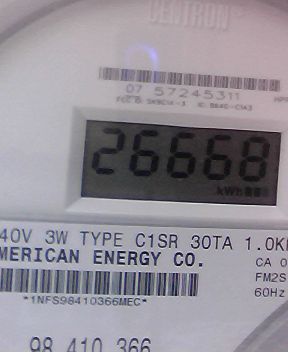 CENTRON
07 57245311
26668
kWh
40V 3W TYPE C1SR 30TA 1.0K
MERICAN ENERGY CO.
CA 0
FM2S
60Hz
*1NFS98410366MEC*
98 410 366